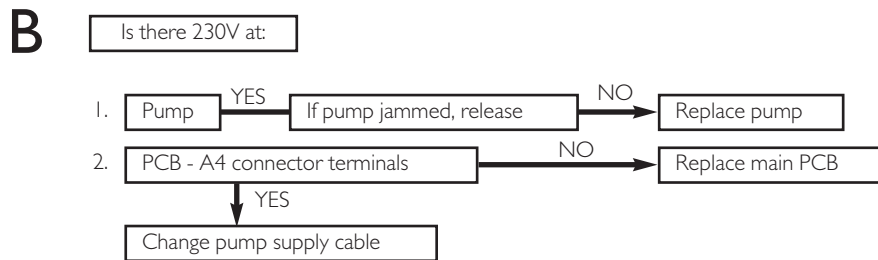 B
Is there 230V at:
1. Pump YES If pump jammed, release NO Replace pump
2. PCB - A4 connector terminals NO Replace main PCB
YES
Change pump supply cable